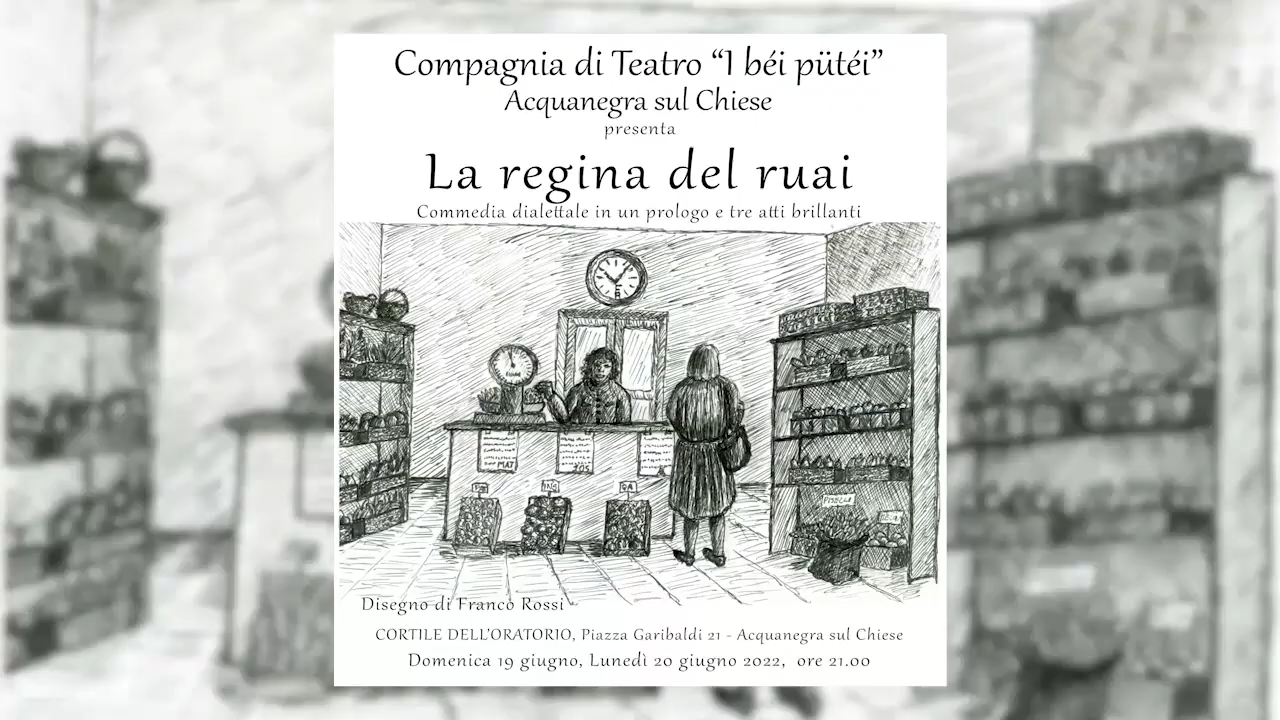 Compagnia di Teatro “I béi pütéi”
Acquanegra sul Chiese
presenta
La regina del ruai
Commedia dialettale in un prologo e tre atti brillanti
MAT
PISELLI
Disegno di Franco Rossi
CORTILE DELL’ORATORIO, Piazza Garibaldi 21 - Acquanegra sul Chiese
Domenica 19 giugno, Lunedì 20 giugno 2022, ore 21.00